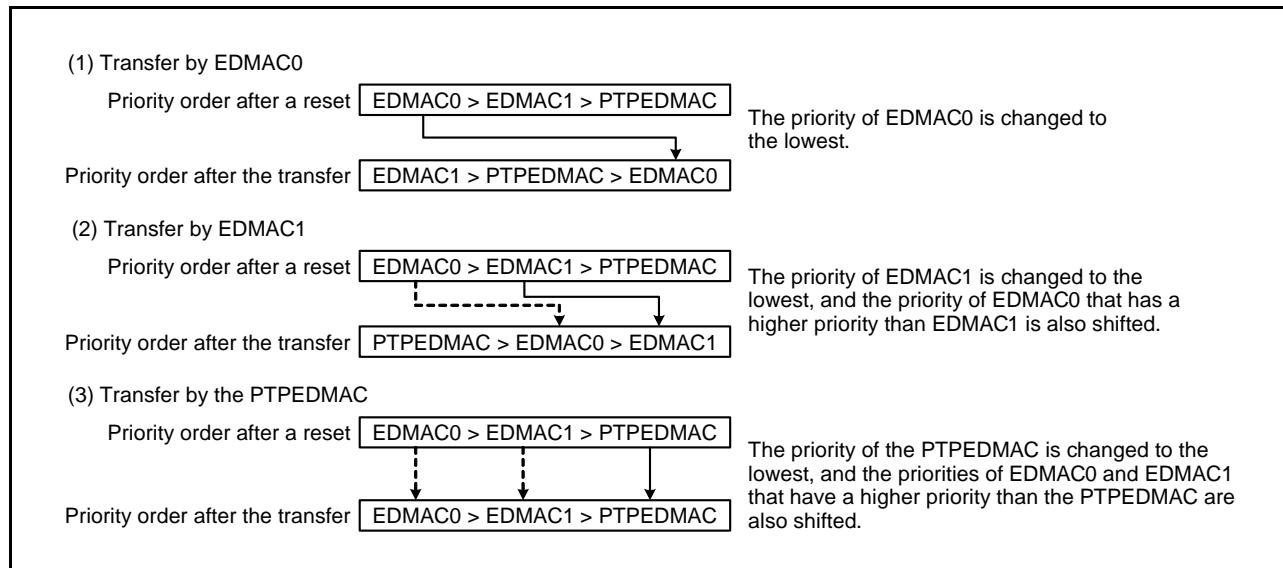 (1) Transfer by EDMAC0
Priority order after a reset
EDMAC0 > EDMAC1 > PTPEDMAC
The priority of EDMAC0 is changed to
the lowest.
Priority order after the transfer
EDMAC1 > PTPEDMAC > EDMAC0
(2) Transfer by EDMAC1
Priority order after a reset
EDMAC0 > EDMAC1 > PTPEDMAC
The priority of EDMAC1 is changed to the
lowest, and the priority of EDMAC0 that has a
higher priority than EDMAC1 is also shifted.
Priority order after the transfer
PTPEDMAC > EDMAC0 > EDMAC1
(3) Transfer by the PTPEDMAC
Priority order after a reset
EDMAC0 > EDMAC1 > PTPEDMAC
The priority of the PTPEDMAC is changed to the
lowest, and the priorities of EDMAC0 and EDMAC1
that have a higher priority than the PTPEDMAC are
also shifted.
Priority order after the transfer
EDMAC0 > EDMAC1 > PTPEDMAC